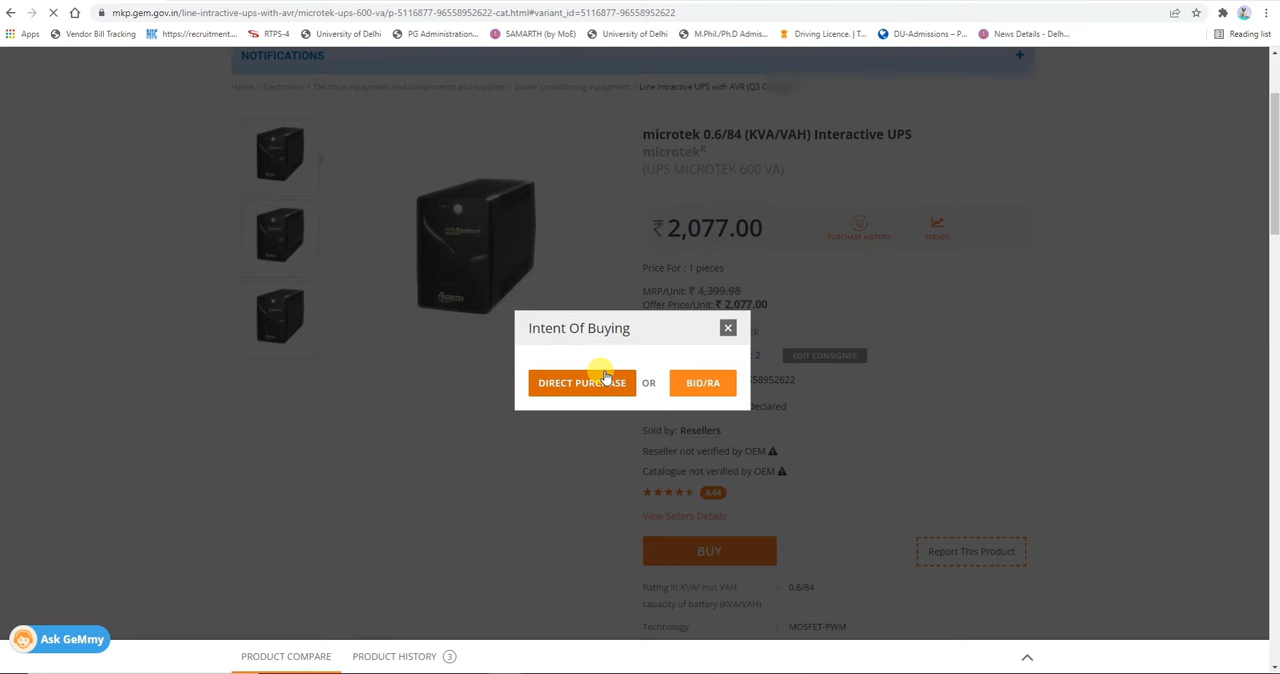 mkp.gem.gov.in/line-intractive-ups-with-avr/microtek-ups-600-va/p-5116877-96558952622-cat.html#variant_id=5116877-96558952622
Apps
Vendor Bill Tracking
https://recruitment....
RTPS-4
University of Delhi
PG Administration...
SAMARTH (by MoE)
University of Delhi
M.Phil./Ph.D Admis...
Driving Licence, | T...
DU-Admissions – P...
News Details - Delh...
Reading list
NOTIFICATIONS
+
Home / Electronics / Electrical equipment and components and supplies / power conditioning equipment / Line Intractive UPS with AVR (Q3
microtek 0.6/84 (KVA/VAH) Interactive UPS
microtek®
(UPS MICROTEK 600 VA)
₹2,077.00
PURCHASE HISTORY
TRENDS
Price For : 1 pieces
MRP/Unit: ₹ 4,399.98
Offer Price/Unit: ₹ 2,077.00
Intent Of Buying
DIRECT PURCHASE OR BID/RA
: 2
EDIT CONSIGNEE
58952622
declared
Sold by: Resellers
Reseller not verified by OEM
Catalogue not verified by OEM
4.64
View Sellers Details
BUY
Report This Product
Rating in KVA/ min VAH : 0.6/84
capacity of battery (KVA/VAH)
Technology : MOSFET-PWM
Ask GeMmy
PRODUCT COMPARE
PRODUCT HISTORY 3